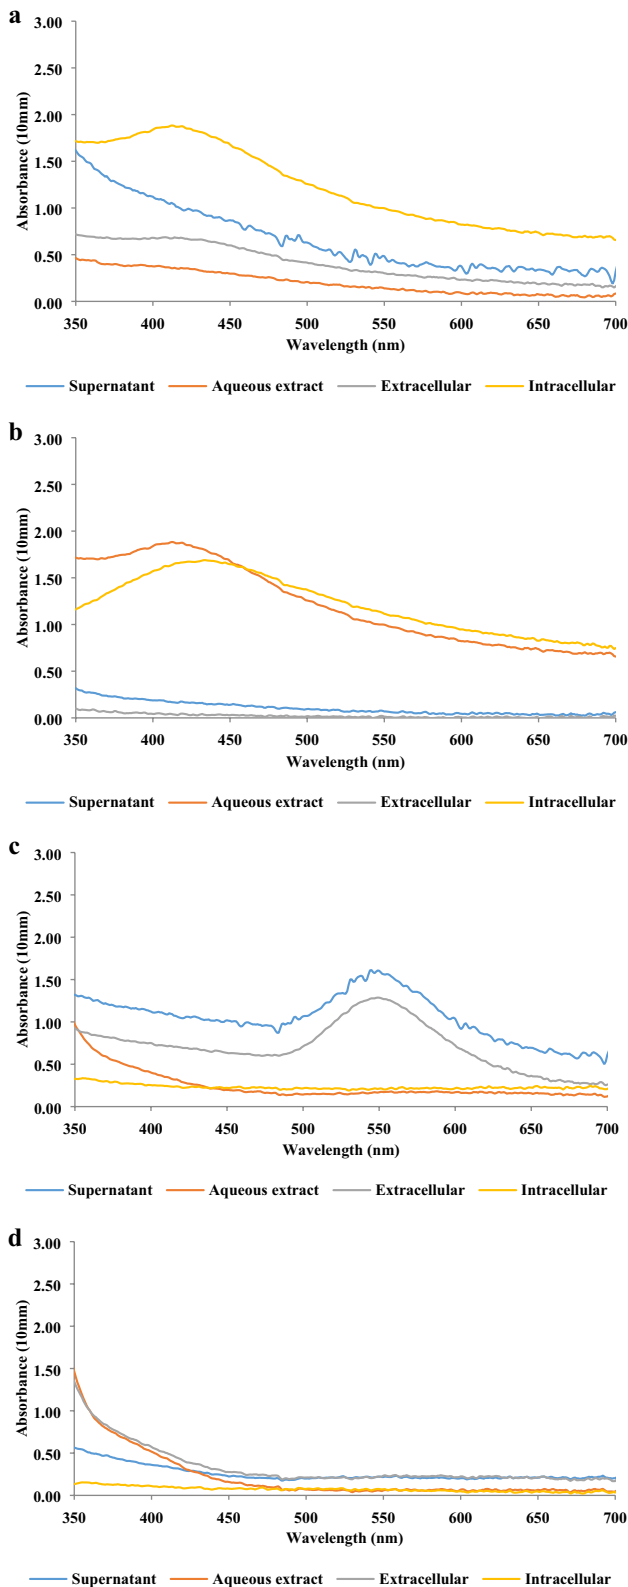 a
3.00
2.50
2.00
1.50
1.00
0.50
0.00
Absorbance (10mm)
350 400 450 500 550 600 650 700
Wavelength (nm)
Supernatant Aqueous extract Extracellular Intracellular
b
3.00
2.50
2.00
1.50
1.00
0.50
0.00
Absorbance (10mm)
350 400 450 500 550 600 650 700
Wavelength (nm)
Supernatant Aqueous extract Extracellular Intracellular
c
3.00
2.50
2.00
1.50
1.00
0.50
0.00
Absorbance (10mm)
350 400 450 500 550 600 650 700
Wavelength (nm)
Supernatant Aqueous extract Extracellular Intracellular
d
3.00
2.50
2.00
1.50
1.00
0.50
0.00
Absorbance (10mm)
350 400 450 500 550 600 650 700
Wavelength (nm)
Supernatant Aqueous extract Extracellular Intracellular